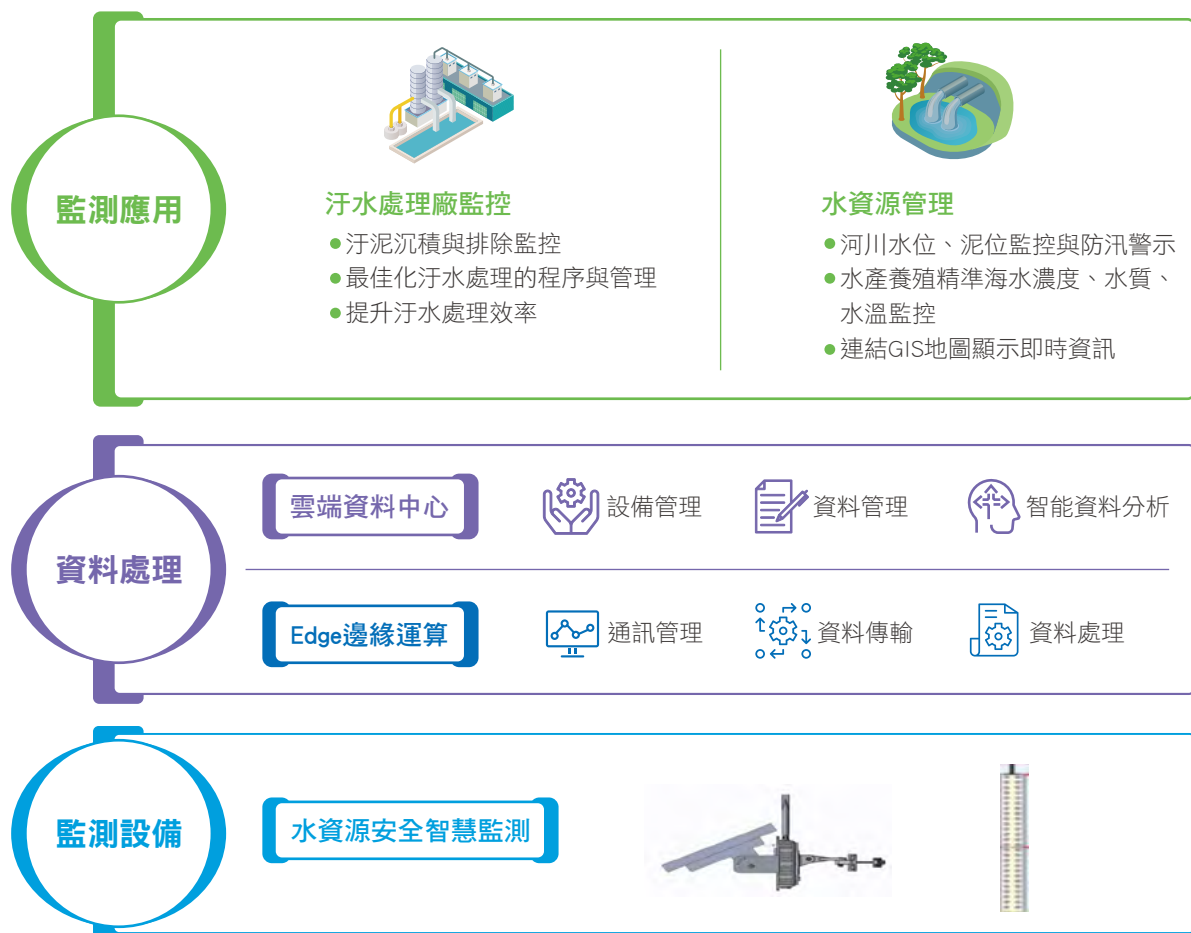 監測應用
汙水處理廠監控
●汙泥沉積與排除監控
●最佳化汙水處理的程序與管理
●提升汙水處理效率
水資源管理
●河川水位、泥位監控與防汛警示
●水產養殖精準海水濃度、水質、
水溫監控
●連結GIS地圖顯示即時資訊
資料處理
雲端資料中心
設備管理
資料管理
智能資料分析
Edge邊緣運算
通訊管理
資料傳輸
資料處理
監測設備
水資源安全智慧監測